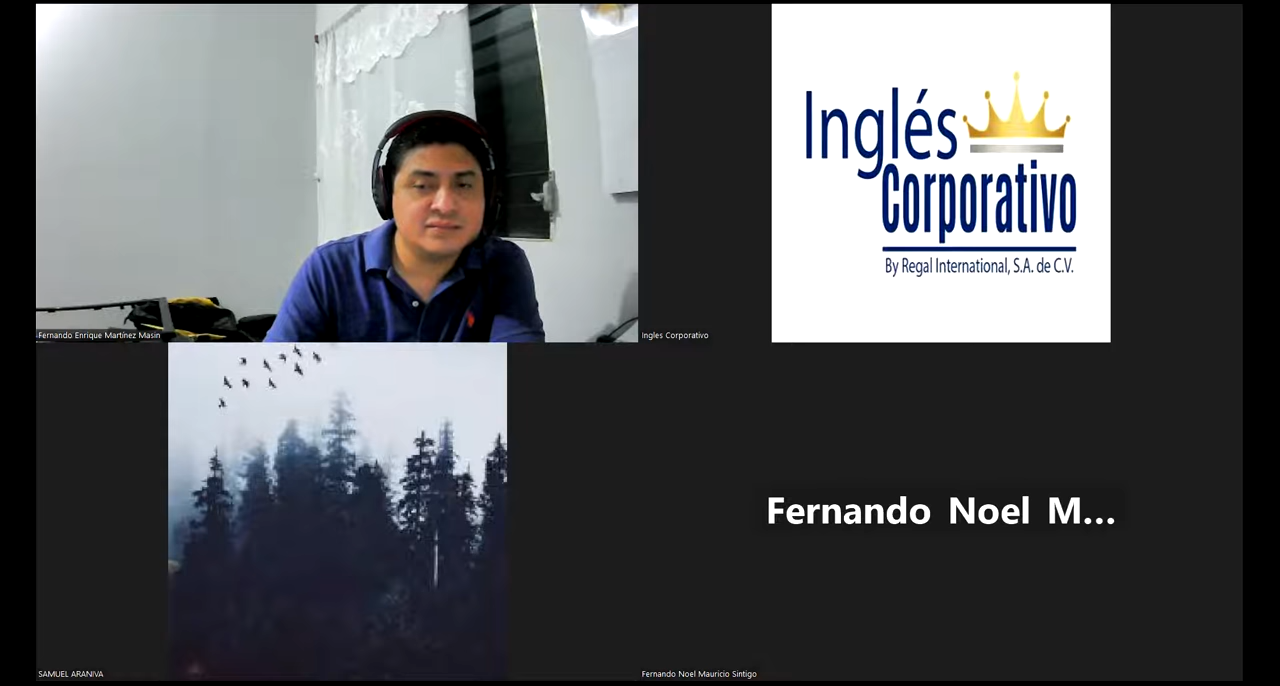 Inglés
Corporativo
By Regal International, S.A. de C.V.
Fernando Enrique Martínez Masin
Ingles Corporativo
Fernando Noel M...
SAMUEL ARANIVA
Fernando Noel Mauricio Sintigo